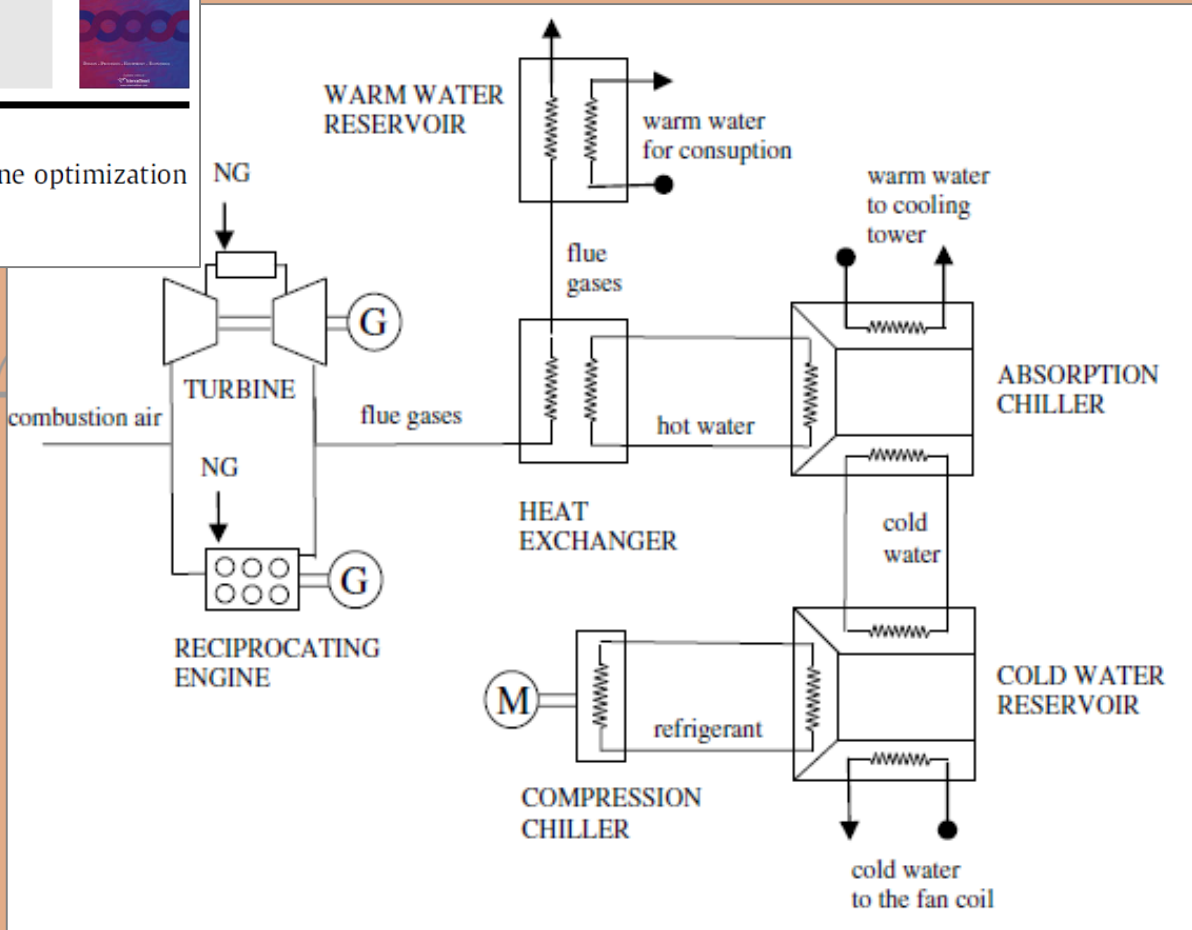 ne optimization
WARM WATER
RESERVOIR
warm water
for consuption
NG
warm water
to cooling
tower
flue
gases
G
TURBINE
combustion air
flue gases
hot water
ABSORPTION
CHILLER
NG
HEAT
EXCHANGER
cold
water
G
RECIPROCATING
ENGINE
M
refrigerant
COLD WATER
RESERVOIR
COMPRESSION
CHILLER
cold water
to the fan coil